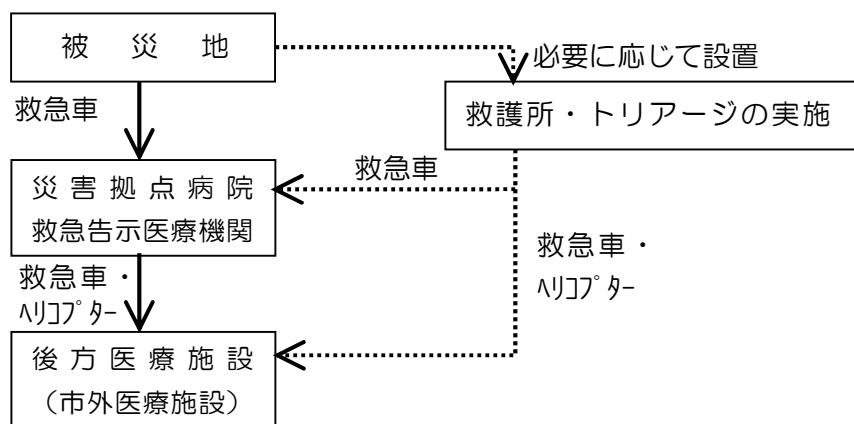 被　災　地
必要に応じて設置
救急車
救護所・トリアージの実施
救急車
災害拠点病院
救急告示医療機関
救急車・
ﾍﾘｺﾌﾟﾀｰ
救急車・
ﾍﾘｺﾌﾟﾀｰ
後方医療施設
（市外医療施設）